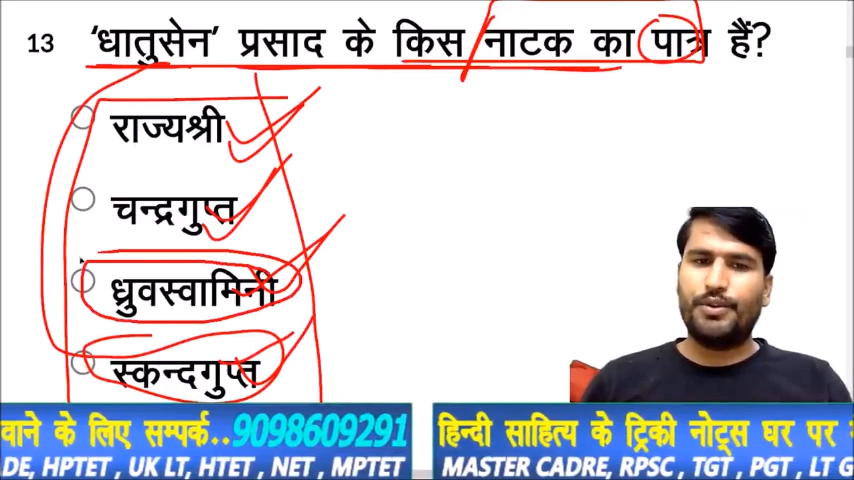 13 'धातुसेन' प्रसाद के किस नाटक का पात्र हैं?
राज्यश्री
चन्द्रगुप्त
ध्रुवस्वामिनी
स्कन्दगुप्त
वाने के लिए सम्पर्क..9098609291
हिन्दी साहित्य के ट्रिकी नोट्स घर पर
DE, HPTET , UK LT, HTET , NET , MPTET
MASTER CADRE, RPSC , TGT , PGT , LT G